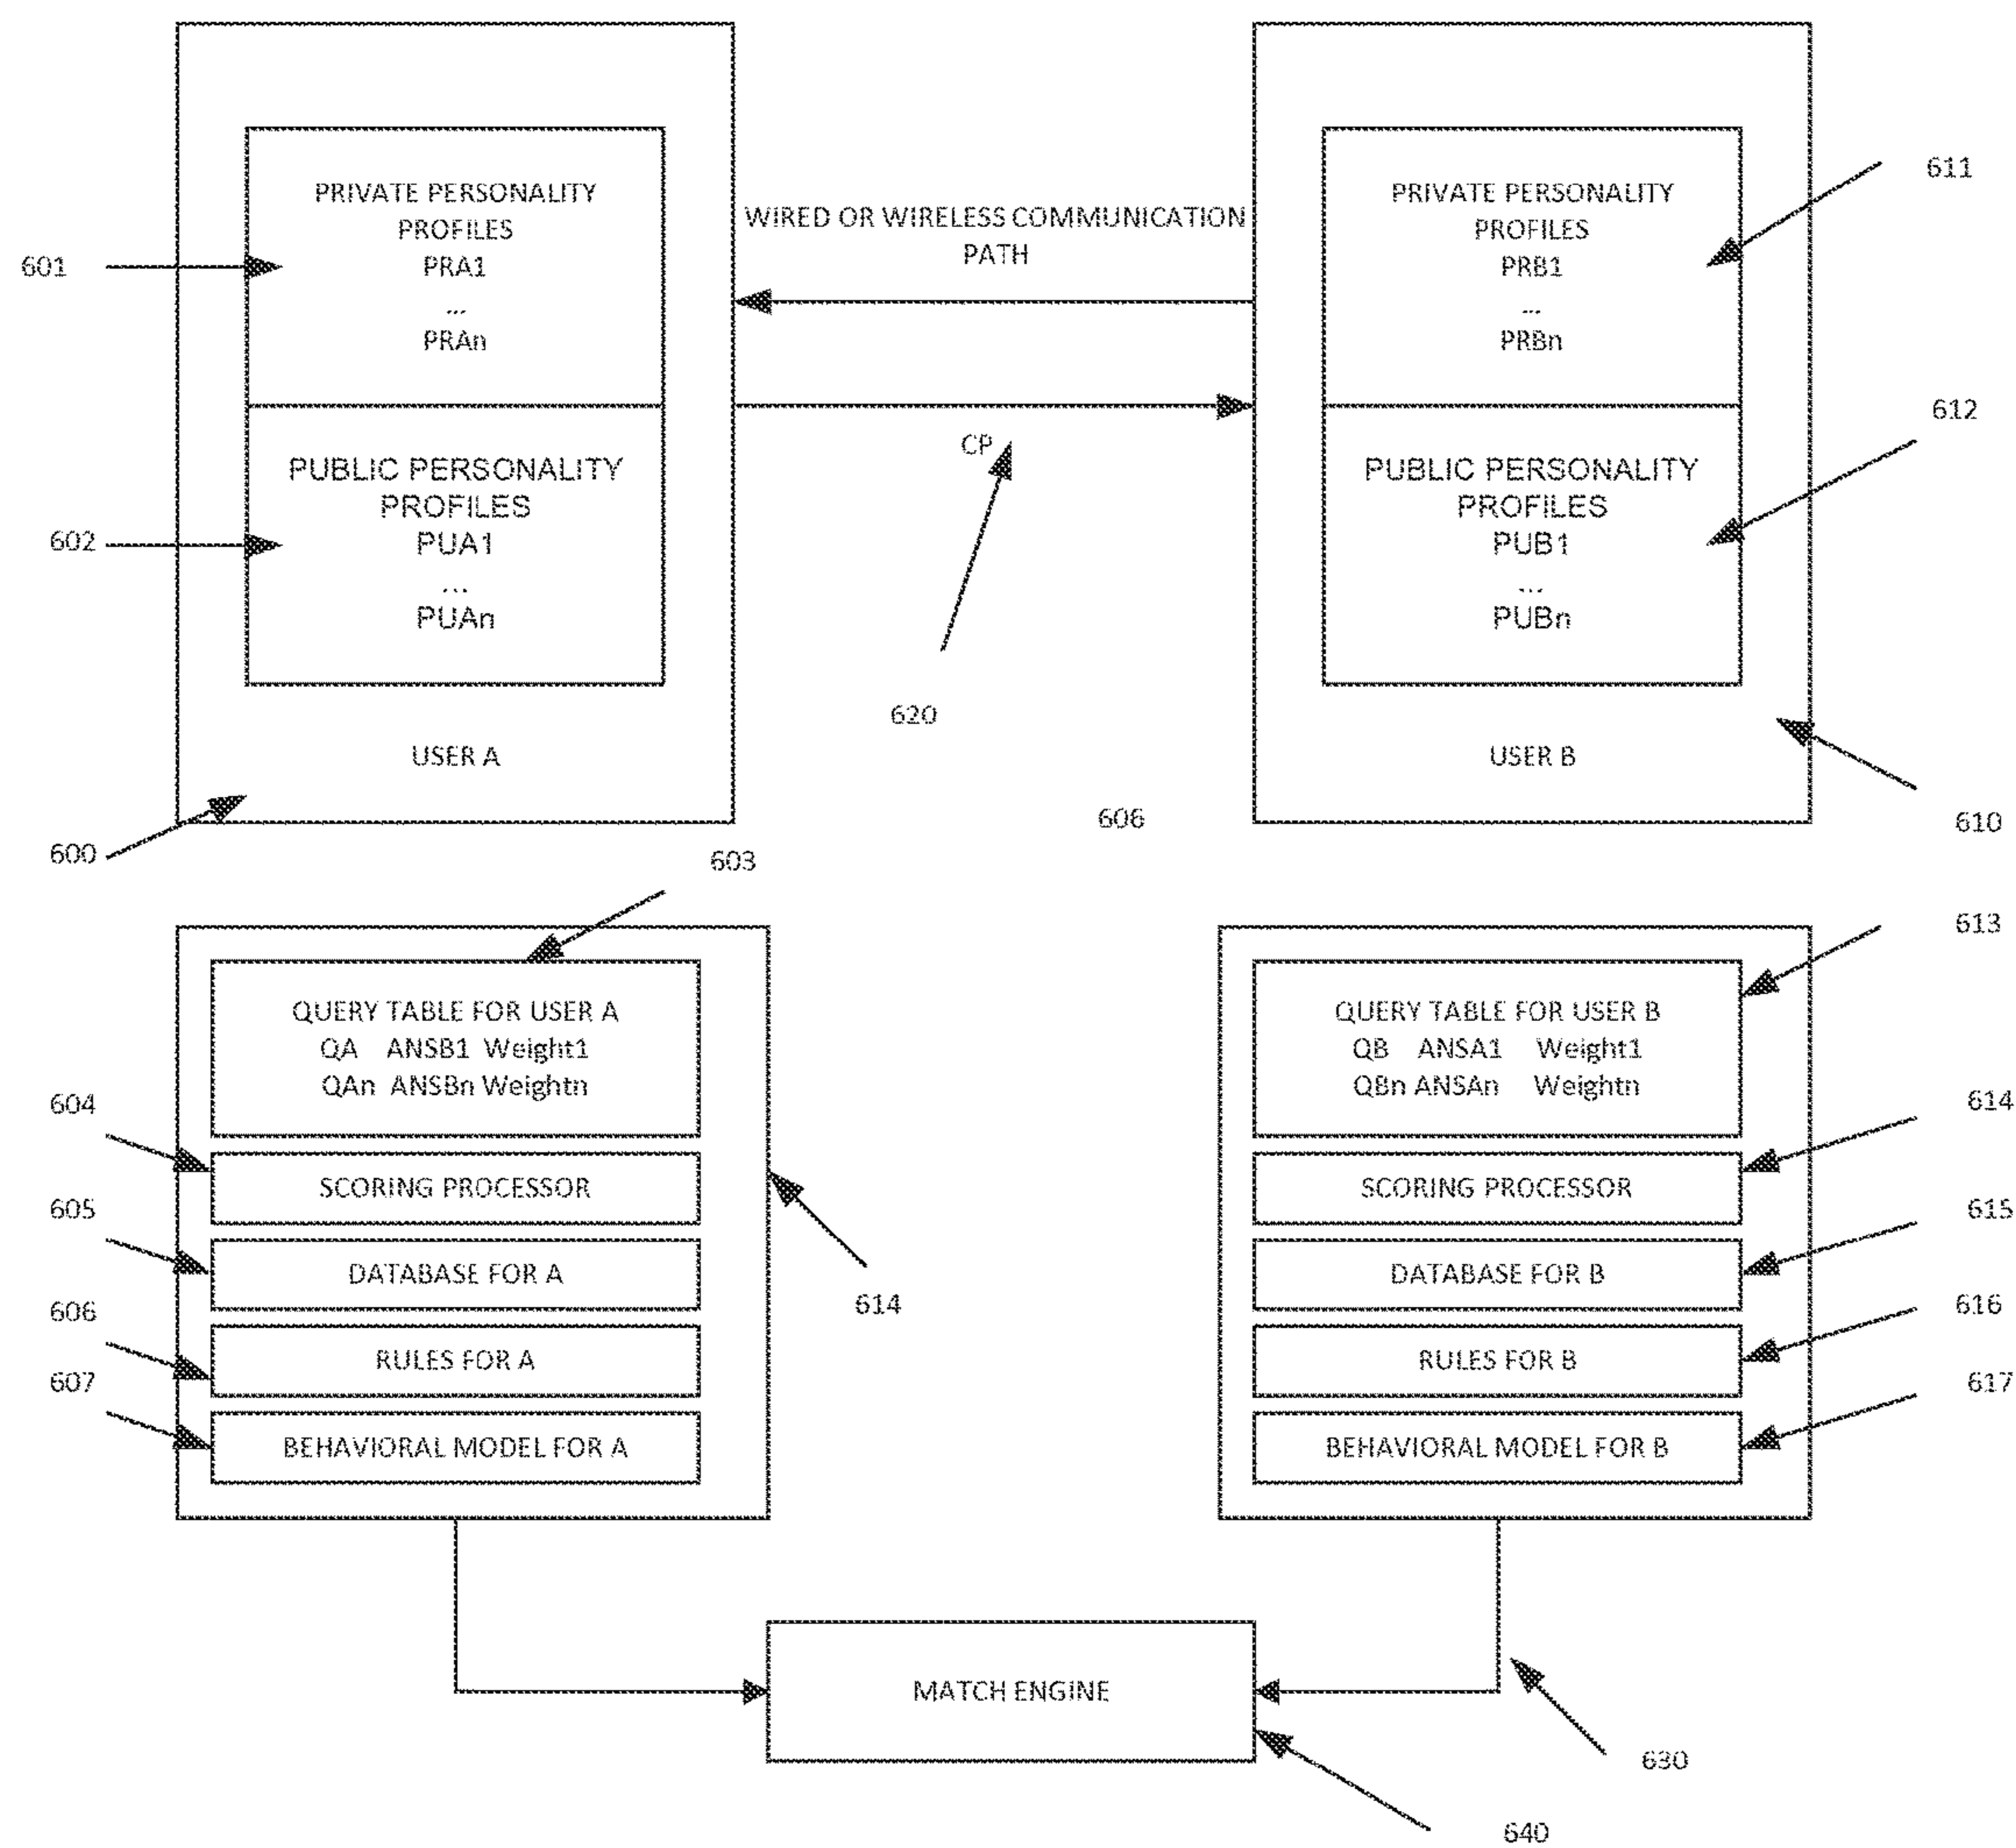 PRIVATE PERSONALITY
PROFILES
PRA1
...
PRAn
601
PUBLIC PERSONALITY
PROFILES
PUA1
...
PUAn
602
USER A
600
WIRED OR WIRELESS COMMUNICATION
PATH
CP
620
PRIVATE PERSONALITY
PROFILES
PRB1
...
PRBn
611
PUBLIC PERSONALITY
PROFILES
PUB1
...
PUBn
612
USER B
606
610
603
QUERY TABLE FOR USER A
QA ANSB1 Weight1
QAn ANSBn Weightn
604
SCORING PROCESSOR
605
DATABASE FOR A
606
RULES FOR A
607
BEHAVIORAL MODEL FOR A
614
613
QUERY TABLE FOR USER B
QB ANSA1 Weight1
QBn ANSAn Weightn
614
SCORING PROCESSOR
615
DATABASE FOR B
616
RULES FOR B
617
BEHAVIORAL MODEL FOR B
MATCH ENGINE
630
640